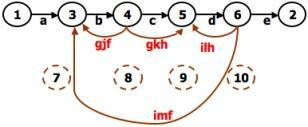 1 a 3 b 4 c 5 d 6 e 2
gjf gkh ilh
7 8 9 10
imf